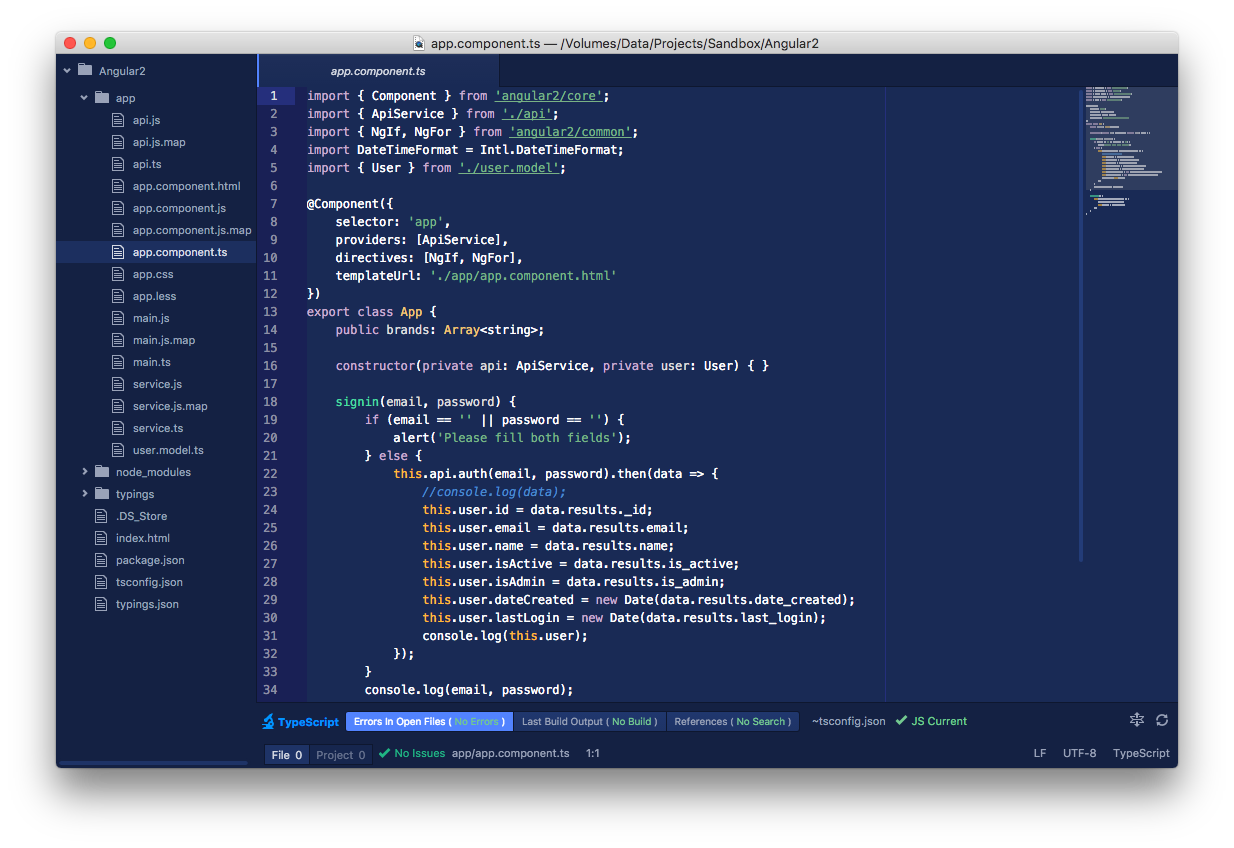 app.component.ts — /Volumes/Data/Projects/Sandbox/Angular2
Angular2
app
api.js
api.js.map
api.ts
app.component.html
app.component.js
app.component.js.map
app.component.ts
app.css
app.less
main.js
main.js.map
main.ts
service.js
service.js.map
service.ts
user.model.ts
node_modules
typings
.DS_Store
index.html
package.json
tsconfig.json
typings.json
app.component.ts
1 import { Component } from 'angular2/core';
2 import { ApiService } from './api';
3 import { NgIf, NgFor } from 'angular2/common';
4 import DateTimeFormat = Intl.DateTimeFormat;
5 import { User } from './user.model';
6
7 @Component({
8 selector: 'app',
9 providers: [ApiService],
10 directives: [NgIf, NgFor],
11 templateUrl: './app/app.component.html'
12 })
13 export class App {
14 public brands: Array<string>;
15
16 constructor(private api: ApiService, private user: User) { }
17
18 signin(email, password) {
19 if (email == '' || password == '') {
20 alert('Please fill both fields');
21 } else {
22 this.api.auth(email, password).then(data => {
23 //console.log(data);
24 this.user.id = data.results._id;
25 this.user.email = data.results.email;
26 this.user.name = data.results.name;
27 this.user.isActive = data.results.is_active;
28 this.user.isAdmin = data.results.is_admin;
29 this.user.dateCreated = new Date(data.results.date_created);
30 this.user.lastLogin = new Date(data.results.last_login);
31 console.log(this.user);
32 });
33 }
34 console.log(email, password);
TypeScript Errors In Open Files ( No Errors ) Last Build Output ( No Build ) References ( No Search ) ~tsconfig.json JS Current
File 0 Project 0 No Issues app/app.component.ts 1:1 LF UTF-8 TypeScript